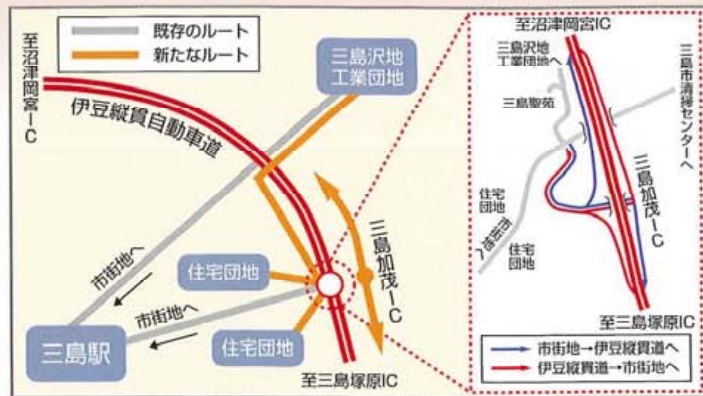 既存のルート
新たなルート
至沼津岡宮IC
伊豆縦貫自動車道
三島沢地
工業団地
住宅団地
三島加茂IC
市街地へ
市街地へ
三島駅
住宅団地
至三島塚原IC
至沼津岡宮IC
三島沢地
工業団地へ
三島聖苑
三島市清掃センターへ
住宅
団地
市街地へ
住宅
団地
三島加茂IC
至三島塚原IC
市街地→伊豆縦貫道へ
伊豆縦貫道→市街地へ